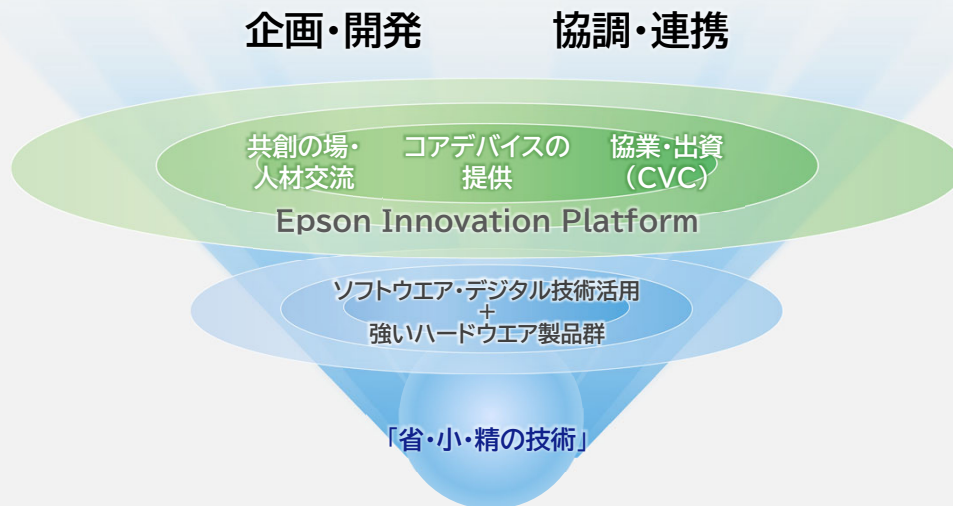 企画・開発 協調・連携
共創の場・ コアデバイスの 協業・出資
人材交流 提供 （CVC）
Epson Innovation Platform
ソフトウエア・デジタル技術活用
+
強いハードウエア製品群
「省・小・精の技術」